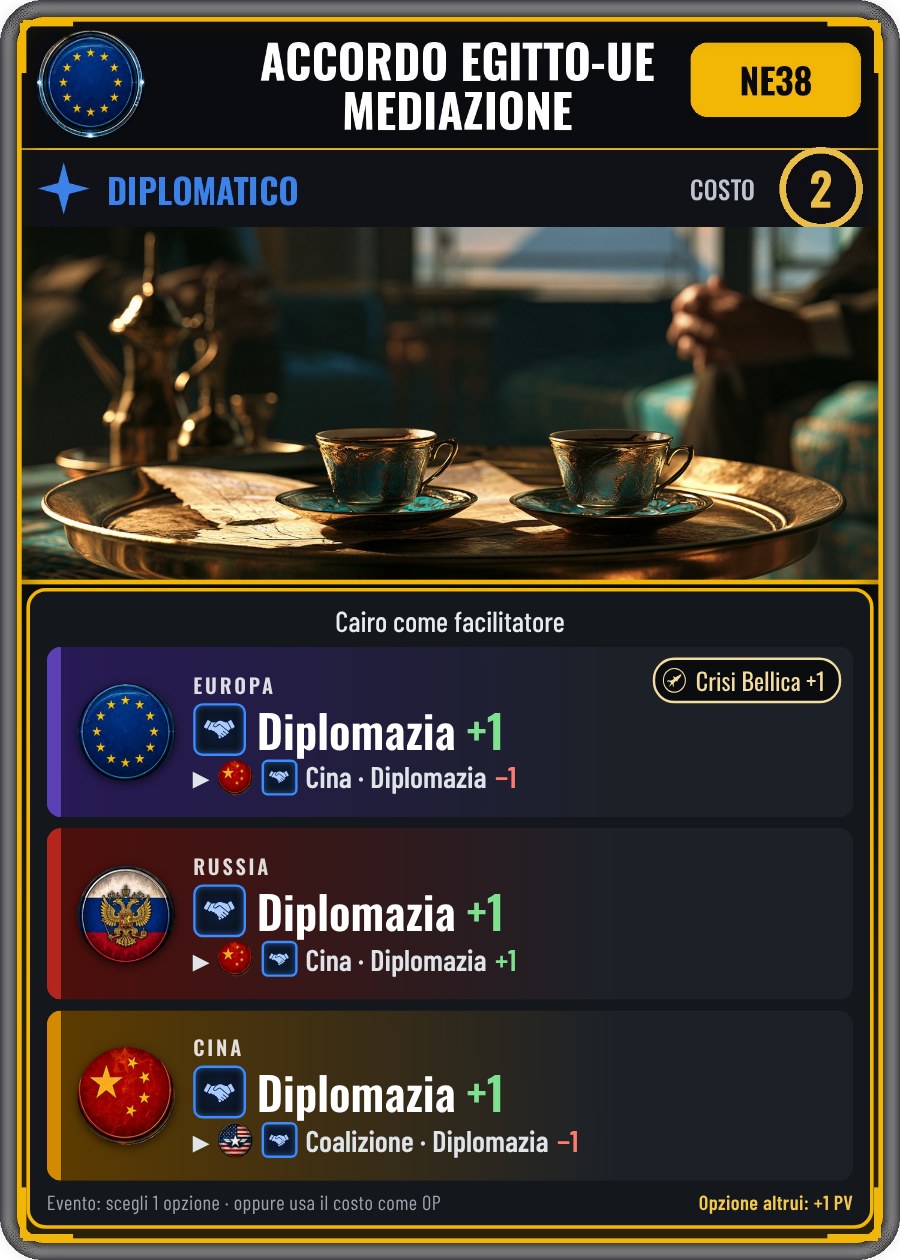 ACCORDO EGITTO-UE
MEDIAZIONE
NE38
DIPLOMATICO
COSTO
2
Cairo come facilitatore
EUROPA
Crisi Bellica +1
Diplomazia +1
▶ Cina · Diplomazia −1
RUSSIA
Diplomazia +1
▶ Cina · Diplomazia +1
CINA
Diplomazia +1
▶ Coalizione · Diplomazia −1
Evento: scegli 1 opzione · oppure usa il costo come OP
Opzione altrui: +1 PV